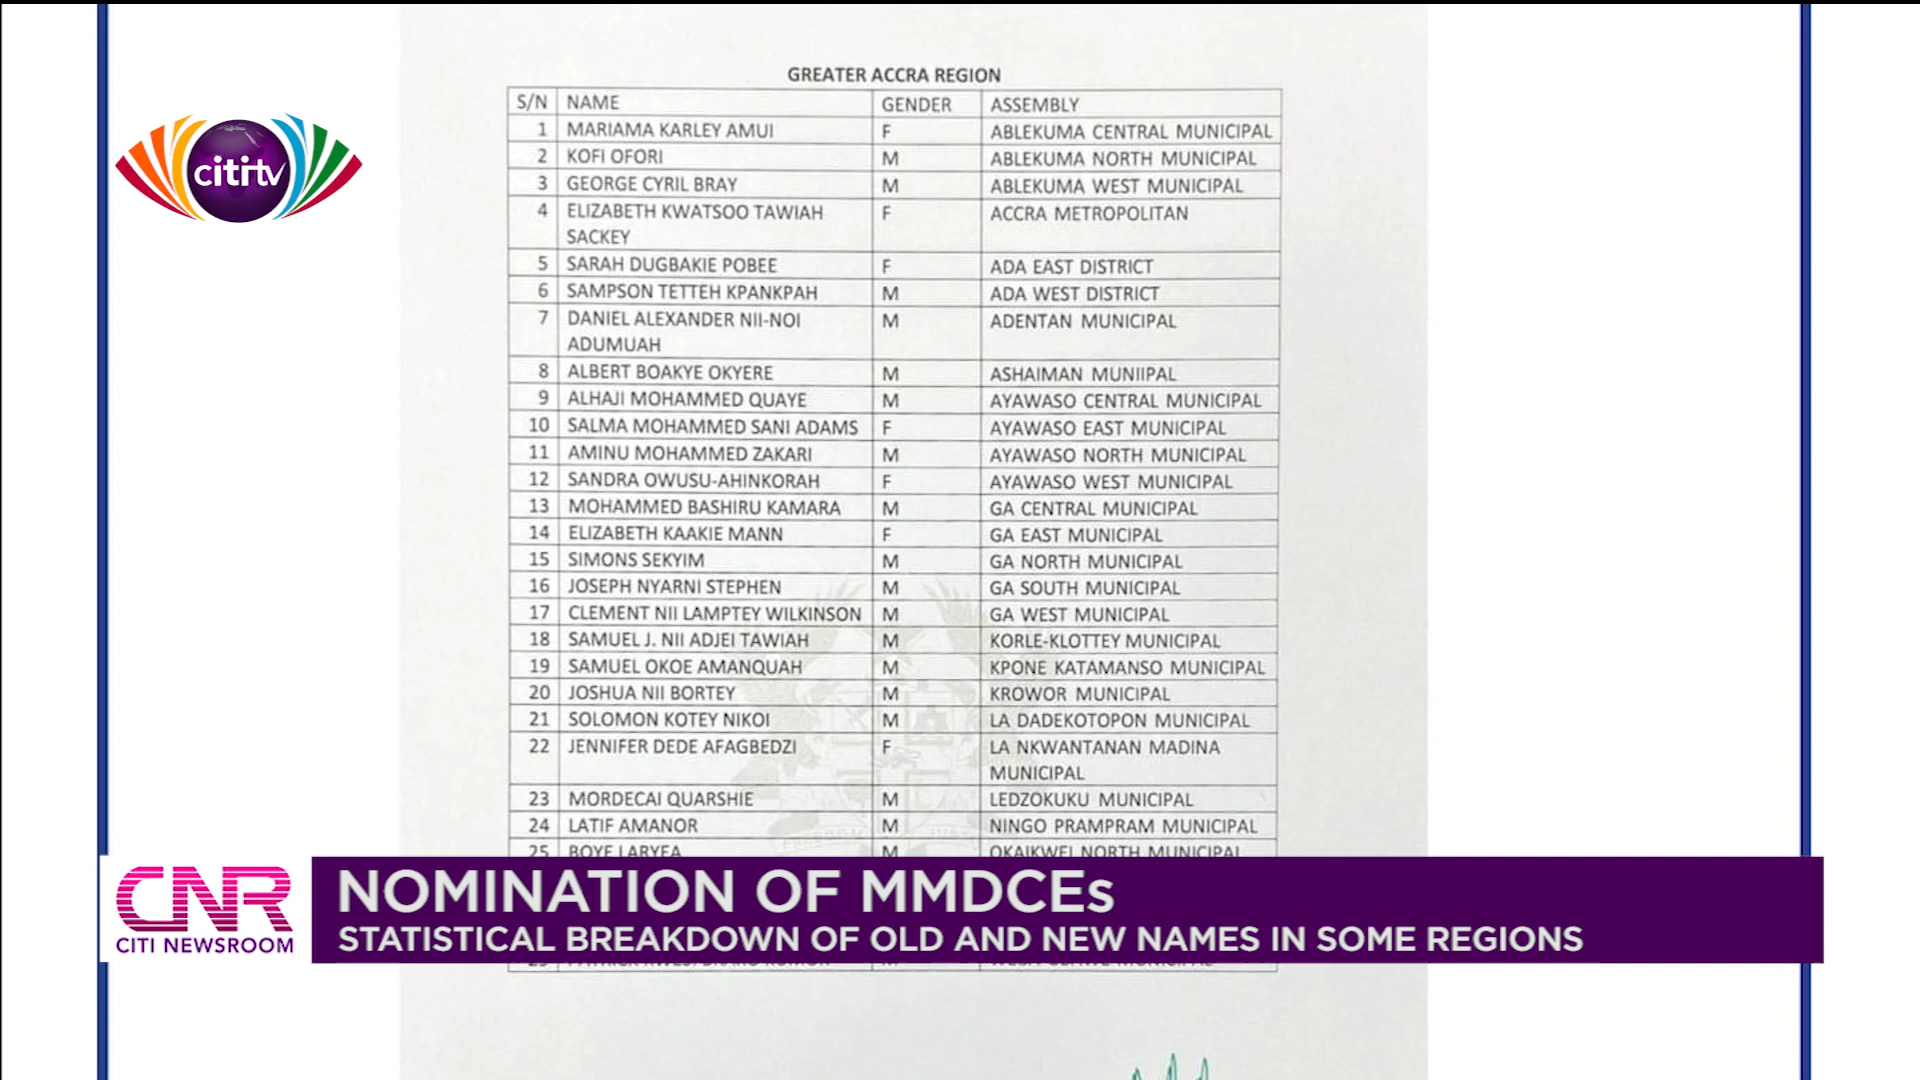 GREATER ACCRA REGION
S/N NAME GENDER ASSEMBLY
1 MARIAMA KARLEY AMUI F ABLEKUMA CENTRAL MUNICIPAL
2 KOFI OFORI M ABLEKUMA NORTH MUNICIPAL
3 GEORGE CYRIL BRAY M ABLEKUMA WEST MUNICIPAL
4 ELIZABETH KWATSOO TAWIAH F ACCRA METROPOLITAN
SACKEY
5 SARAH DUGBAKIE POBEE F ADA EAST DISTRICT
6 SAMPSON TETTEH KPANKPAH M ADA WEST DISTRICT
7 DANIEL ALEXANDER NII-NOI M ADENTAN MUNICIPAL
ADUMUAH
8 ALBERT BOAKYE OKYERE M ASHAIMAN MUNIIPAL
9 ALHAJI MOHAMMED QUAYE M AYAWASO CENTRAL MUNICIPAL
10 SALMA MOHAMMED SANI ADAMS F AYAWASO EAST MUNICIPAL
11 AMINU MOHAMMED ZAKARI M AYAWASO NORTH MUNICIPAL
12 SANDRA OWUSU-AHINKORAH F AYAWASO WEST MUNICIPAL
13 MOHAMMED BASHIRU KAMARA M GA CENTRAL MUNICIPAL
14 ELIZABETH KAAKIE MANN F GA EAST MUNICIPAL
15 SIMONS SEKYIM M GA NORTH MUNICIPAL
16 JOSEPH NYARNI STEPHEN M GA SOUTH MUNICIPAL
17 CLEMENT NII LAMPTEY WILKINSON M GA WEST MUNICIPAL
18 SAMUEL J. NII ADJEI TAWIAH M KORLE-KLOTTEY MUNICIPAL
19 SAMUEL OKOE AMANQUAH M KPONE KATAMANSO MUNICIPAL
20 JOSHUA NII BORTEY M KROWOR MUNICIPAL
21 SOLOMON KOTEY NIKOI M LA DADEKOTOPON MUNICIPAL
22 JENNIFER DEDE AFAGBEDZI F LA NKWANTANAN MADINA
MUNICIPAL
23 MORDECAI QUARSHIE M LEDZOKUKU MUNICIPAL
24 LATIF AMANOR M NINGO PRAMPRAM MUNICIPAL
25 BOYE LARYEA M OKAIKWEI NORTH MUNICIPAL
citi tv
CNR
CITI NEWSROOM
NOMINATION OF MMDCEs
STATISTICAL BREAKDOWN OF OLD AND NEW NAMES IN SOME REGIONS